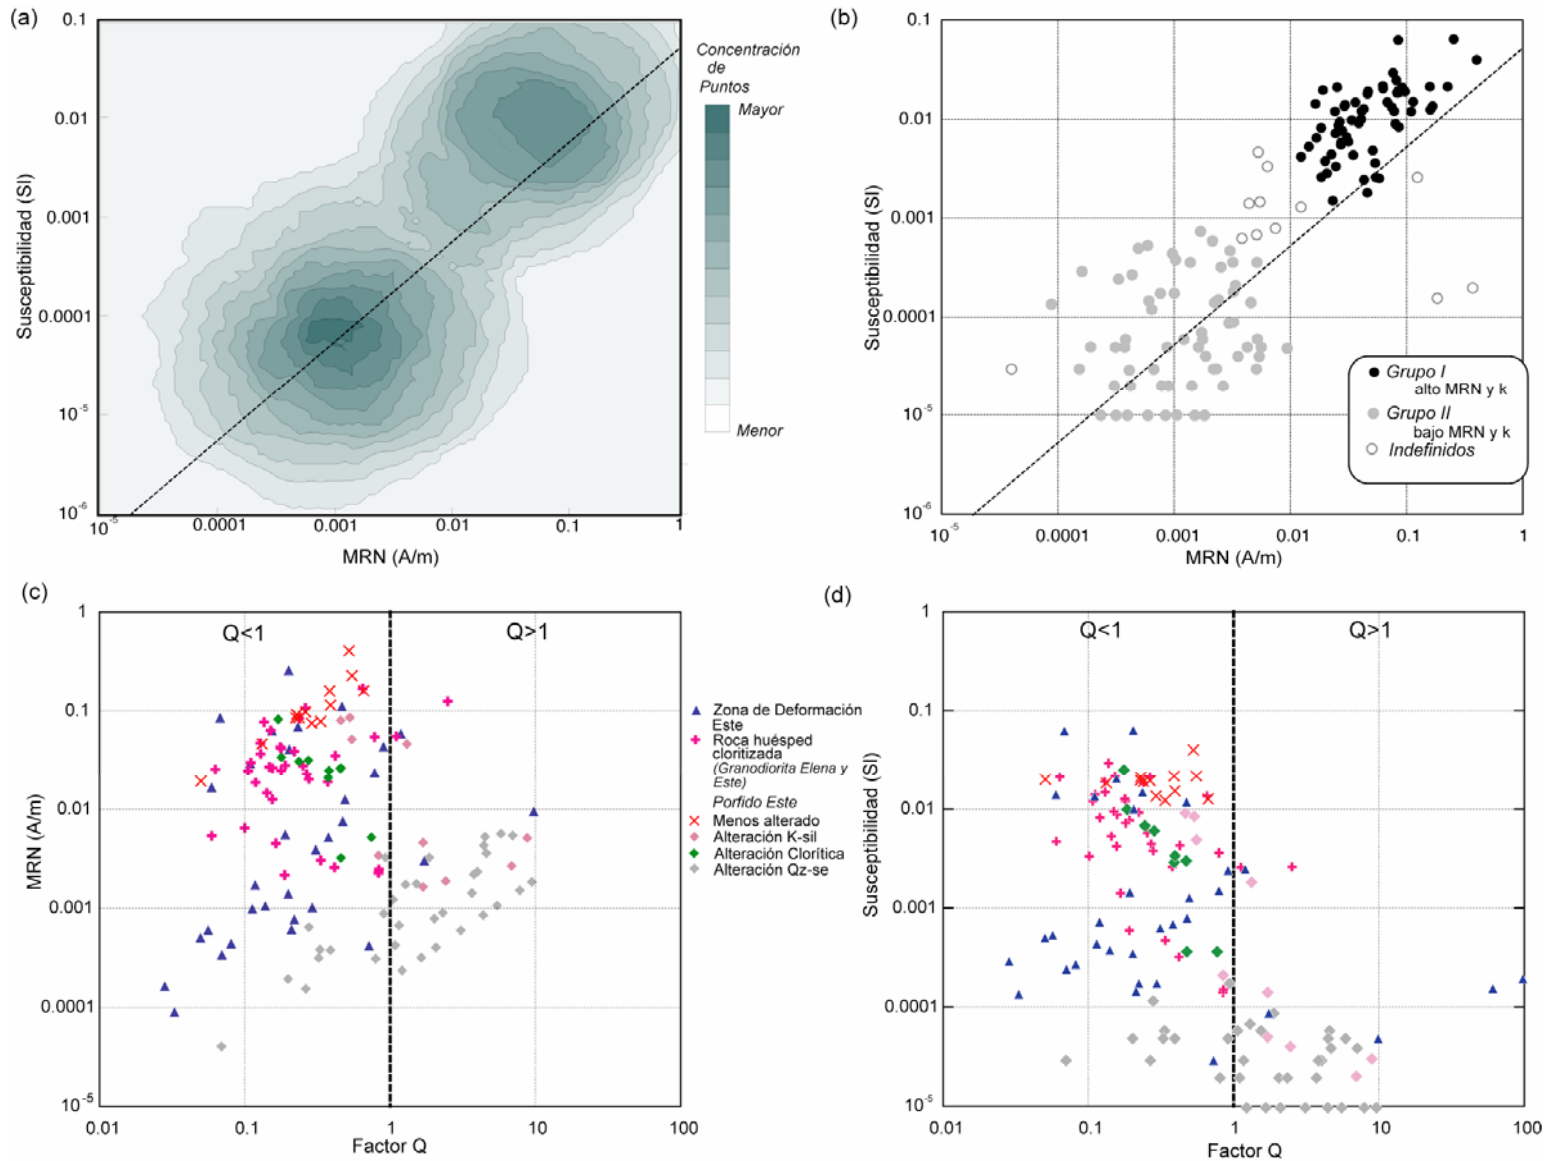 (a)
0.1
0.01
0.001
0.0001
10-5
10-6
Susceptibilidad (SI)
10-5
0.0001
0.001
0.01
0.1
1
MRN (A/m)
Concentración
de
Puntos
Mayor
Menor
(b)
0.1
0.01
0.001
0.0001
10-5
10-6
Susceptibilidad (SI)
10-5
0.0001
0.001
0.01
0.1
1
MRN (A/m)
Grupo I
alto MRN y k
Grupo II
bajo MRN y k
Indefinidos
(c)
Q<1
Q>1
1
0.1
0.01
0.001
0.0001
10-5
MRN (A/m)
0.01
0.1
1
10
100
Factor Q
Zona de Deformación
Este
Roca huésped
cloritizada
(Granodiorita Elena y
Este)
Porfido Este
Menos alterado
Alteración K-sil
Alteración Clorítica
Alteración Qz-se
(d)
Q<1
Q>1
1
0.1
0.01
0.001
0.0001
10-5
Susceptibilidad (SI)
0.01
0.1
1
10
100
Factor Q